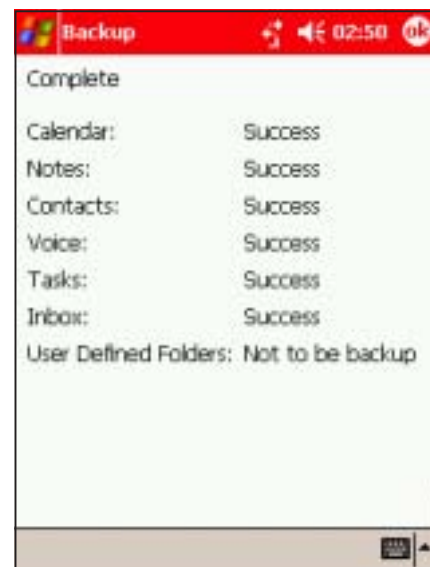 Backup 02:50 ok
Complete
Calendar: Success
Notes: Success
Contacts: Success
Voice: Success
Tasks: Success
Inbox: Success
User Defined Folders: Not to be backup